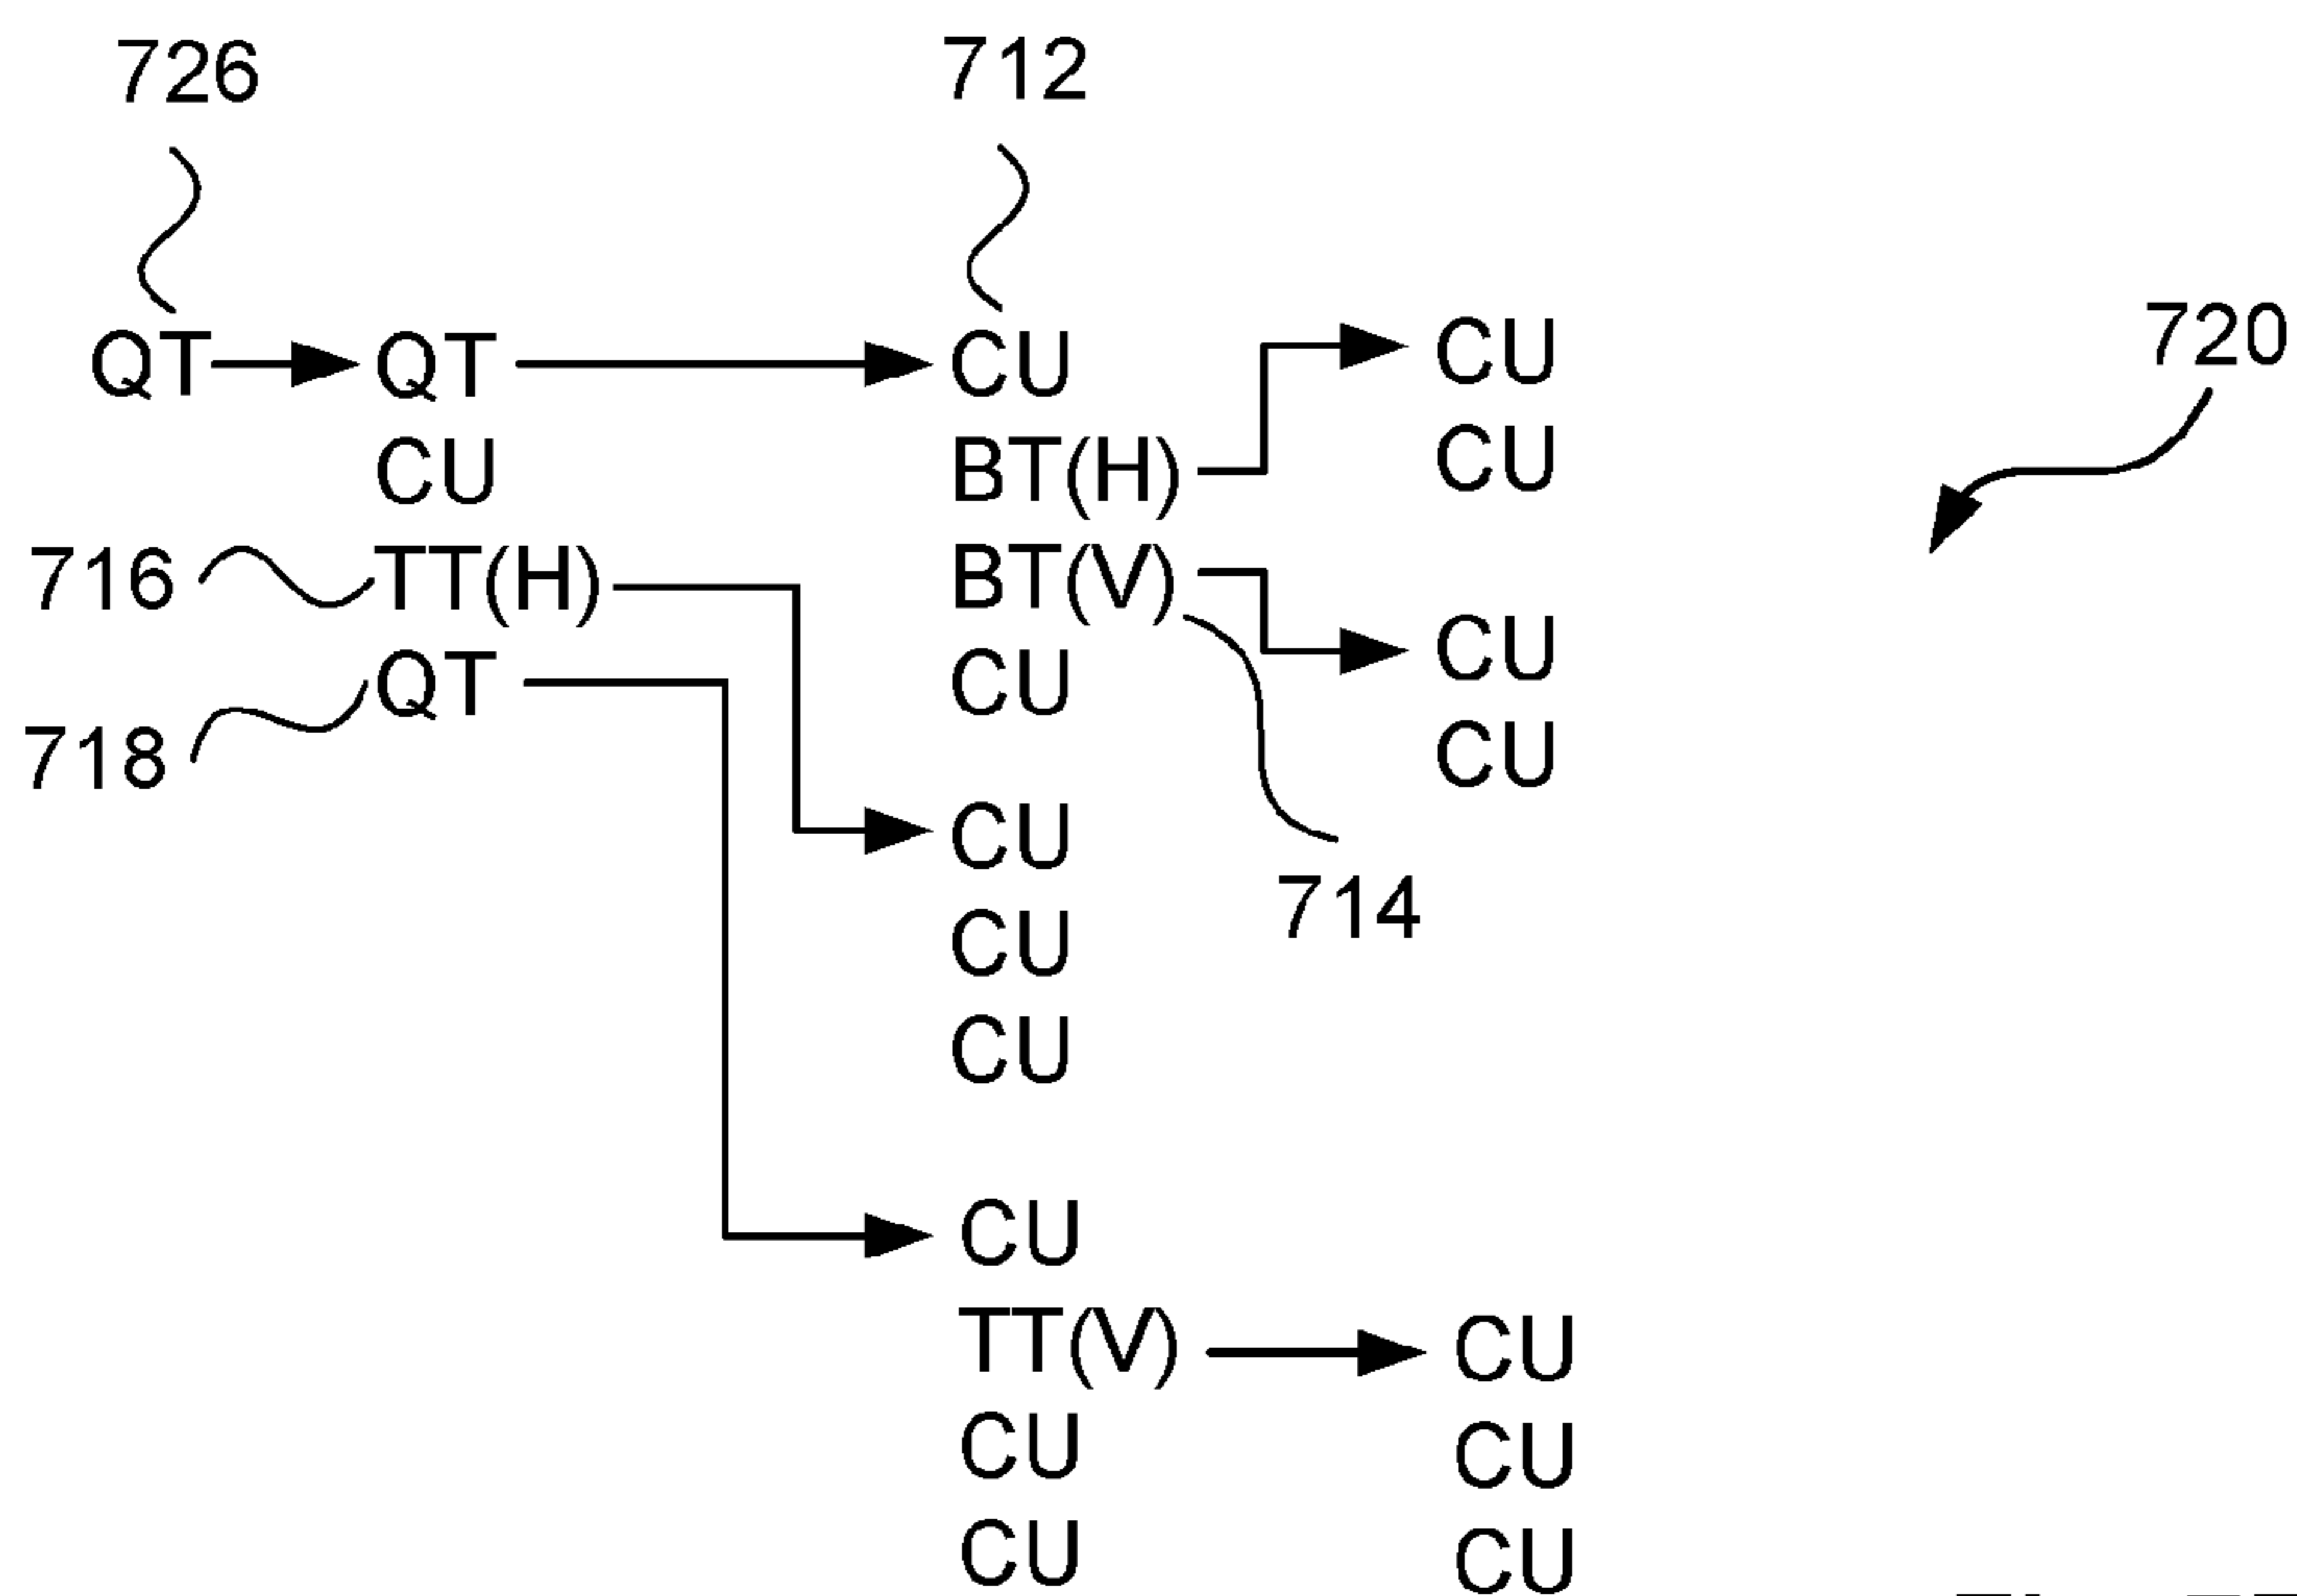 726 712
720
QT QT CU CU
CU BT(H) CU
716 TT(H) BT(V)
QT CU CU
718 CU
CU
714
CU
CU
CU
TT(V) CU
CU CU
CU CU